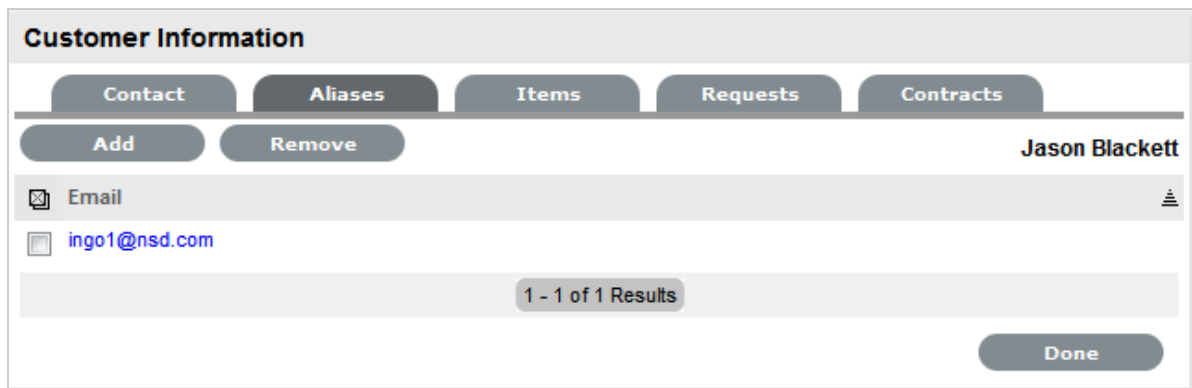 Customer Information
Contact Aliases Items Requests Contracts
Add Remove Jason Blackett
Email
ingo1@nsd.com
1 - 1 of 1 Results
Done